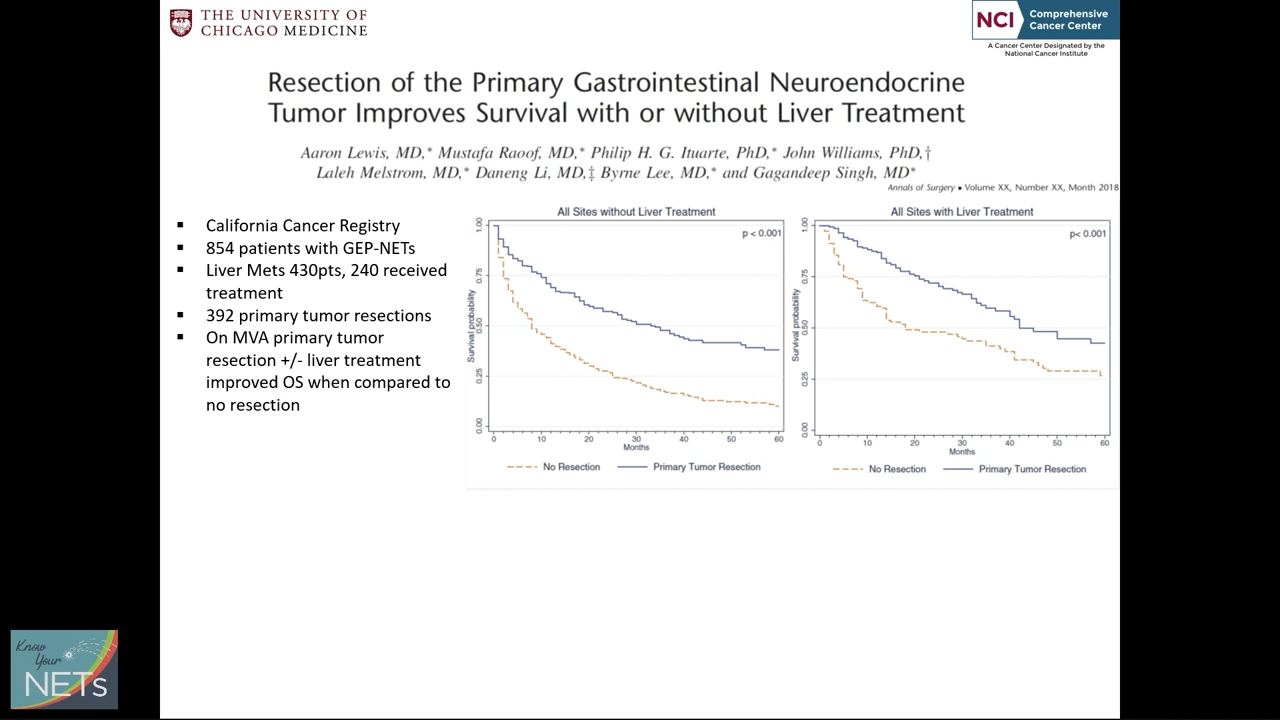 THE UNIVERSITY OF
CHICAGO MEDICINE
NCI
Comprehensive
Cancer Center
A Cancer Center Designated by the
National Cancer Institute
Resection of the Primary Gastrointestinal Neuroendocrine
Tumor Improves Survival with or without Liver Treatment
Aaron Lewis, MD,* Mustafa Raoof, MD,* Philip H. G. Ituarte, PhD,* John Williams, PhD,†
Laleh Melstrom, MD,* Daneng Li, MD,‡ Byrne Lee, MD,* and Gagandeep Singh, MD*
Annals of Surgery • Volume XX, Number XX, Month 2018
▪ California Cancer Registry
▪ 854 patients with GEP-NETs
▪ Liver Mets 430pts, 240 received
treatment
▪ 392 primary tumor resections
▪ On MVA primary tumor
resection +/- liver treatment
improved OS when compared to
no resection
All Sites without Liver Treatment
p < 0.001
Survival probability
1.00
0.75
0.50
0.25
0.00
0 10 20 30 40 50 60
Months
No Resection Primary Tumor Resection
All Sites with Liver Treatment
p< 0.001
Survival probability
1.00
0.75
0.50
0.25
0.00
0 10 20 30 40 50 60
Months
No Resection Primary Tumor Resection
Know
Your
NETs